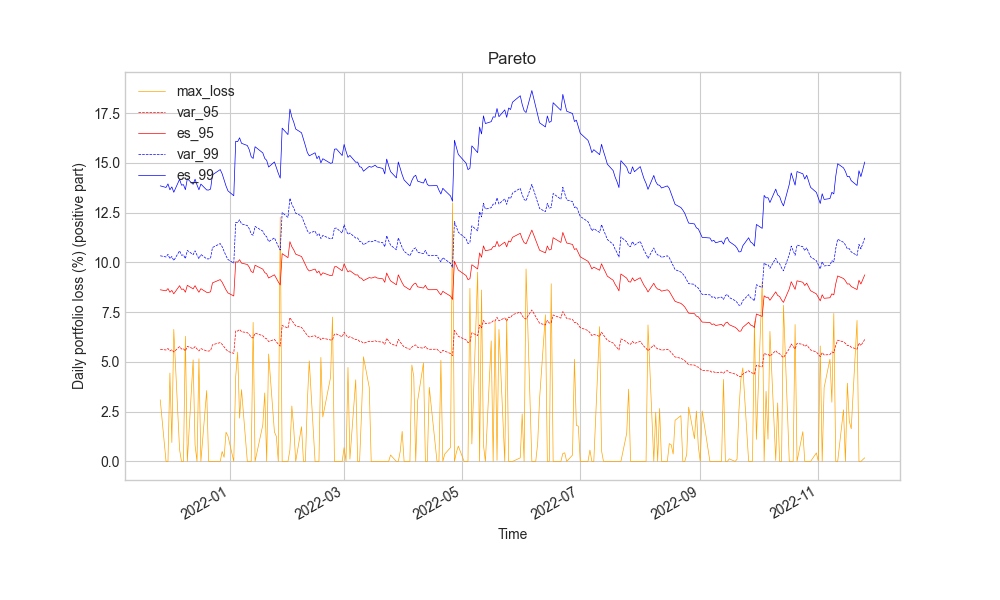 Pareto
max_loss
var_95
es_95
var_99
es_99
Daily portfolio loss (%) (positive part)
17.5
15.0
12.5
10.0
7.5
5.0
2.5
0.0
2022-01
2022-03
2022-05
2022-07
2022-09
2022-11
Time